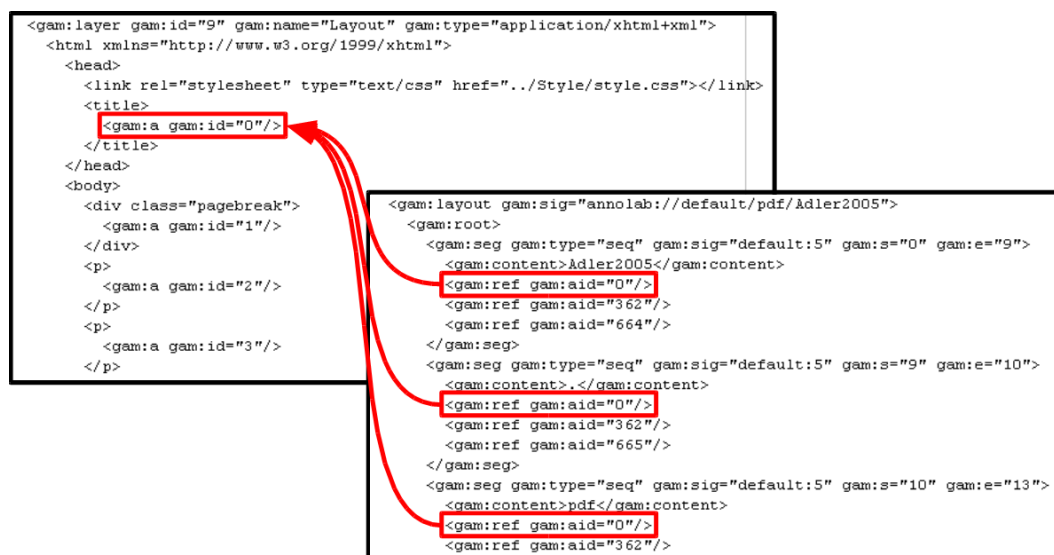 <gam:layer gam:id="9" gam:name="Layout" gam:type="application/xhtml+xml">
<html xmlns="http://www.w3.org/1999/xhtml">
<head>
<link rel="stylesheet" type="text/css" href="../Style/style.css"></link>
<title>
<gam:a gam:id="0"/>
</title>
</head>
<body>
<div class="pagebreak">
<gam:a gam:id="1"/>
</div>
<p>
<gam:a gam:id="2"/>
</p>
<p>
<gam:a gam:id="3"/>
</p>
<gam:layout gam:sig="annolab://default/pdf/Adler2005">
<gam:root>
<gam:seg gam:type="seq" gam:sig="default:5" gam:s="0" gam:e="9">
<gam:content>Adler2005</gam:content>
<gam:ref gam:aid="0"/>
<gam:ref gam:aid="362"/>
<gam:ref gam:aid="664"/>
</gam:seg>
<gam:seg gam:type="seq" gam:sig="default:5" gam:s="9" gam:e="10">
<gam:content>.</gam:content>
<gam:ref gam:aid="0"/>
<gam:ref gam:aid="362"/>
<gam:ref gam:aid="665"/>
</gam:seg>
<gam:seg gam:type="seq" gam:sig="default:5" gam:s="10" gam:e="13">
<gam:content>pdf</gam:content>
<gam:ref gam:aid="0"/>
<gam:ref gam:aid="362"/>